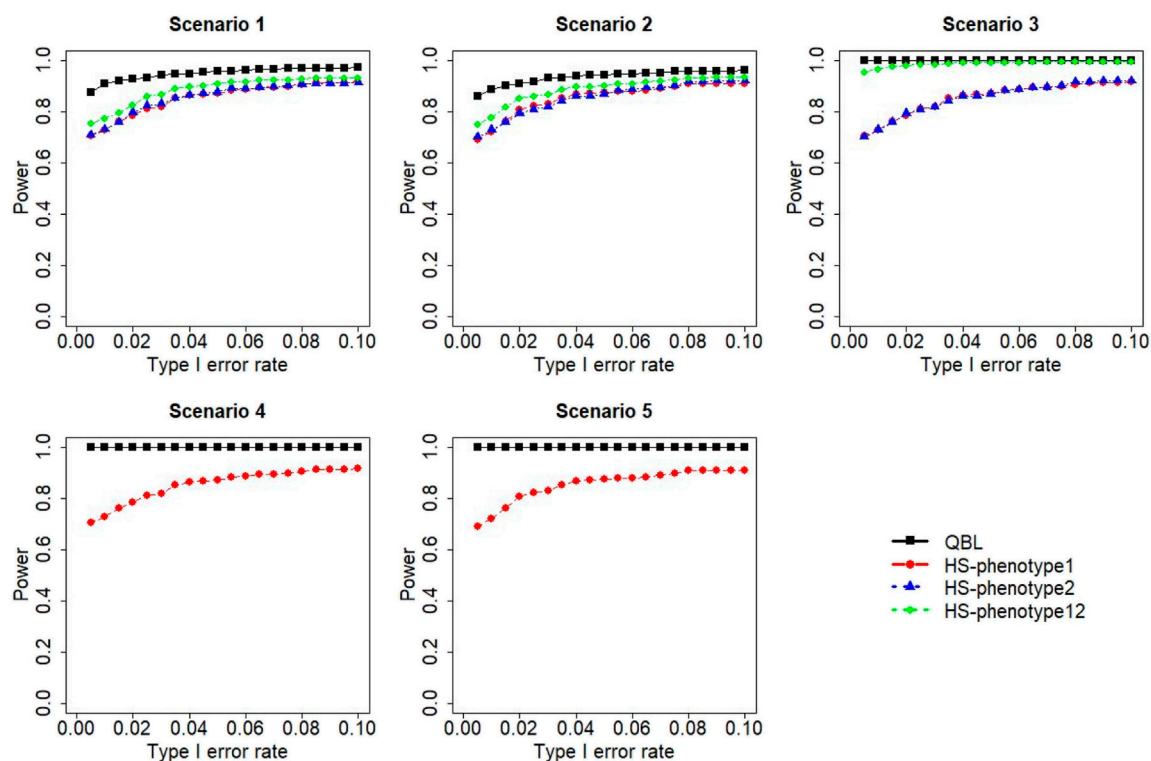 Scenario 1
Power
0.0 0.2 0.4 0.6 0.8 1.0
0.00 0.02 0.04 0.06 0.08 0.10
Type I error rate
Scenario 2
Power
0.0 0.2 0.4 0.6 0.8 1.0
0.00 0.02 0.04 0.06 0.08 0.10
Type I error rate
Scenario 3
Power
0.0 0.2 0.4 0.6 0.8 1.0
0.00 0.02 0.04 0.06 0.08 0.10
Type I error rate
Scenario 4
Power
0.0 0.2 0.4 0.6 0.8 1.0
0.00 0.02 0.04 0.06 0.08 0.10
Type I error rate
Scenario 5
Power
0.0 0.2 0.4 0.6 0.8 1.0
0.00 0.02 0.04 0.06 0.08 0.10
Type I error rate
QBL
HS-phenotype1
HS-phenotype2
HS-phenotype12